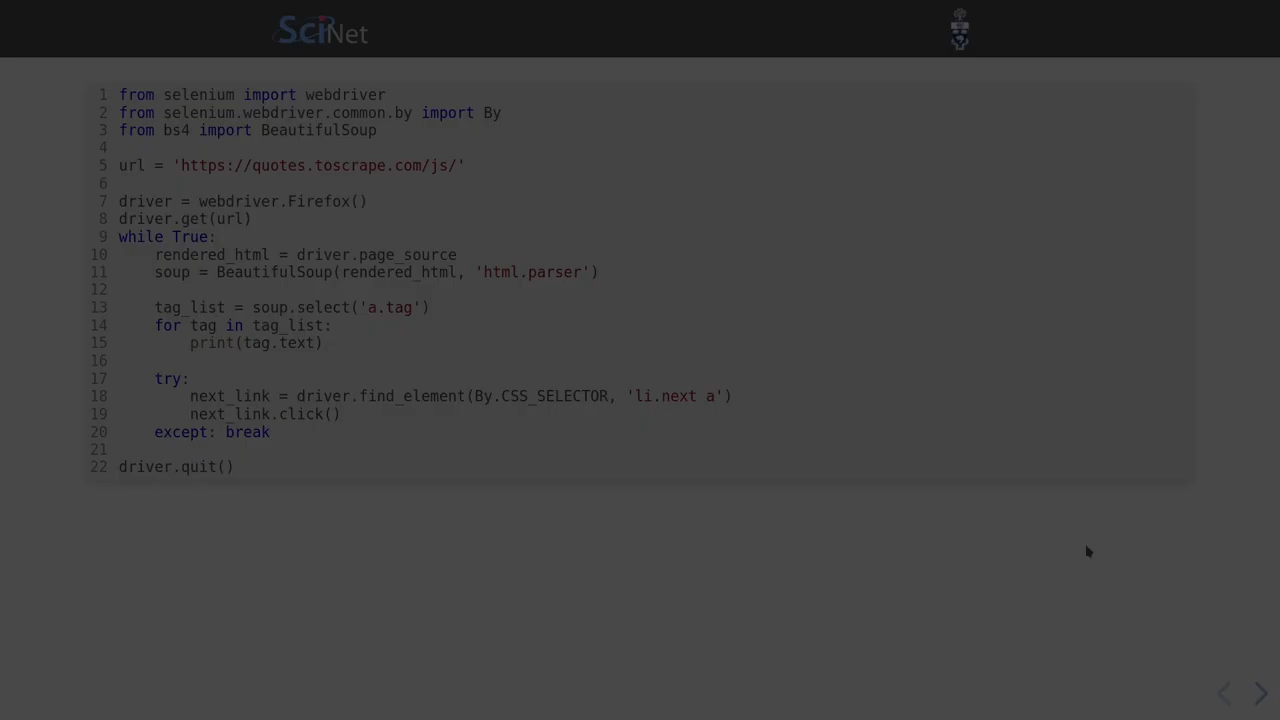 SciNet
1 from selenium import webdriver
2 from selenium.webdriver.common.by import By
3 from bs4 import BeautifulSoup
4
5 url = 'https://quotes.toscrape.com/js/'
6
7 driver = webdriver.Firefox()
8 driver.get(url)
9 while True:
10     rendered_html = driver.page_source
11     soup = BeautifulSoup(rendered_html, 'html.parser')
12
13     tag_list = soup.select('a.tag')
14     for tag in tag_list:
15         print(tag.text)
16
17     try:
18         next_link = driver.find_element(By.CSS_SELECTOR, 'li.next a')
19         next_link.click()
20     except: break
21
22 driver.quit()